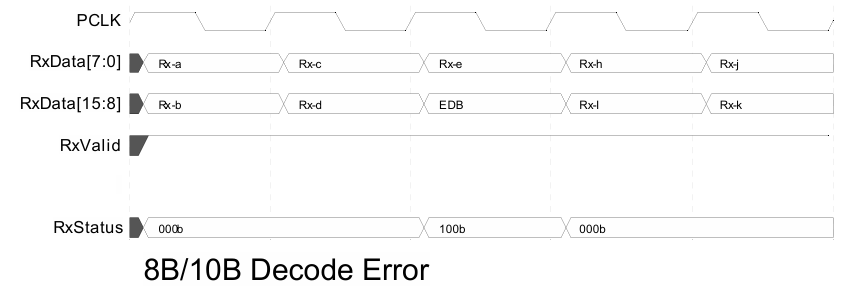 PCLK
RxData[7:0] Rx-a Rx-c Rx-e Rx-h Rx-j
RxData[15:8] Rx-b Rx-d EDB Rx-I Rx-k
RxValid
RxStatus 000b 100b 000b
8B/10B Decode Error